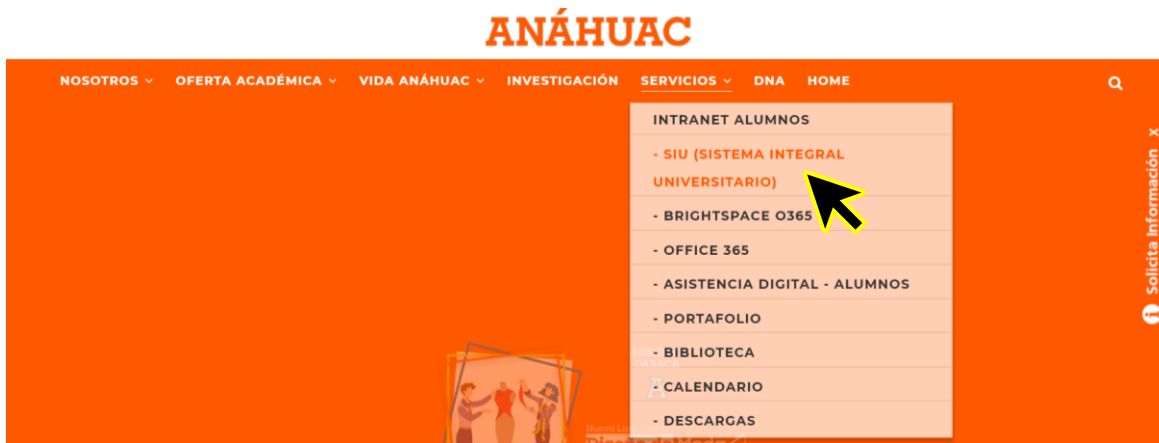 ANÁHUAC
NOSOTROS OFERTA ACADÉMICA VIDA ANÁHUAC INVESTIGACIÓN SERVICIOS DNA HOME
INTRANET ALUMNOS
- SIU (SISTEMA INTEGRAL
UNIVERSITARIO)
- BRIGHTSPACE O365
- OFFICE 365
- ASISTENCIA DIGITAL - ALUMNOS
- PORTAFOLIO
- BIBLIOTECA
- CALENDARIO
- DESCARGAS
Solicita Información x